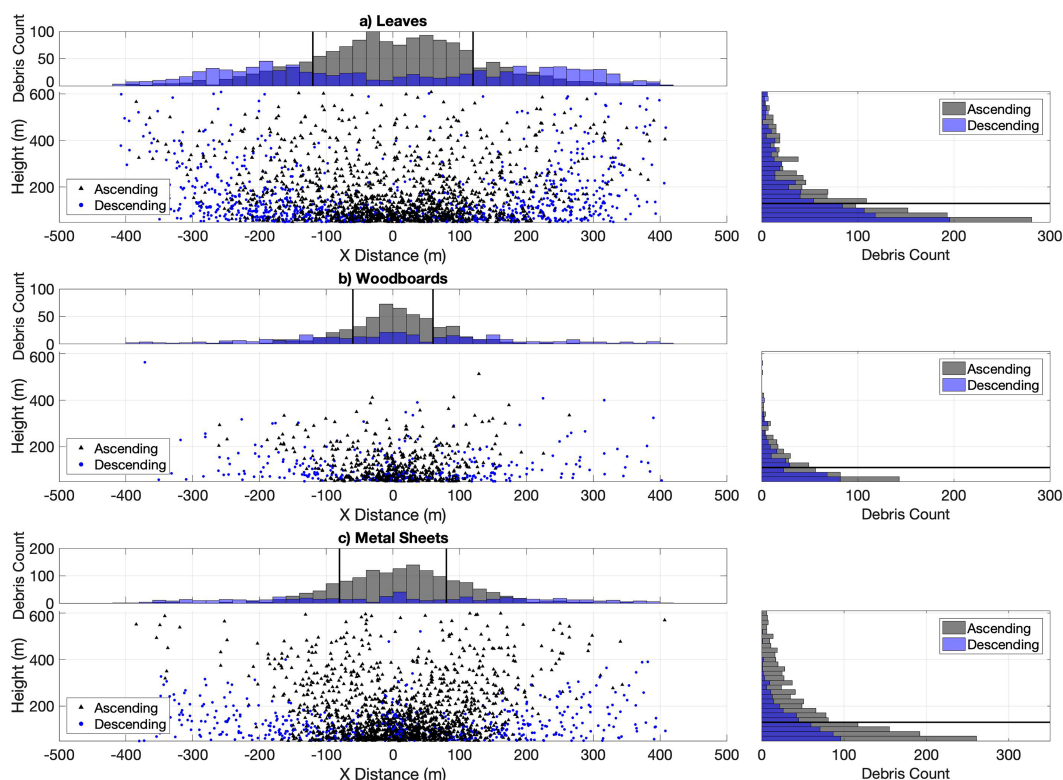 a) Leaves
Debris Count
100
50
0
Height (m)
600
400
200
Ascending
Descending
-500 -400 -300 -200 -100 0 100 200 300 400 500
X Distance (m)
Ascending
Descending
0 100 200 300
Debris Count
b) Woodboards
Debris Count
100
50
0
Height (m)
600
400
200
Ascending
Descending
-500 -400 -300 -200 -100 0 100 200 300 400 500
X Distance (m)
Ascending
Descending
0 100 200 300
Debris Count
c) Metal Sheets
Debris Count
200
100
0
Height (m)
600
400
200
Ascending
Descending
-500 -400 -300 -200 -100 0 100 200 300 400 500
X Distance (m)
Ascending
Descending
0 100 200 300
Debris Count